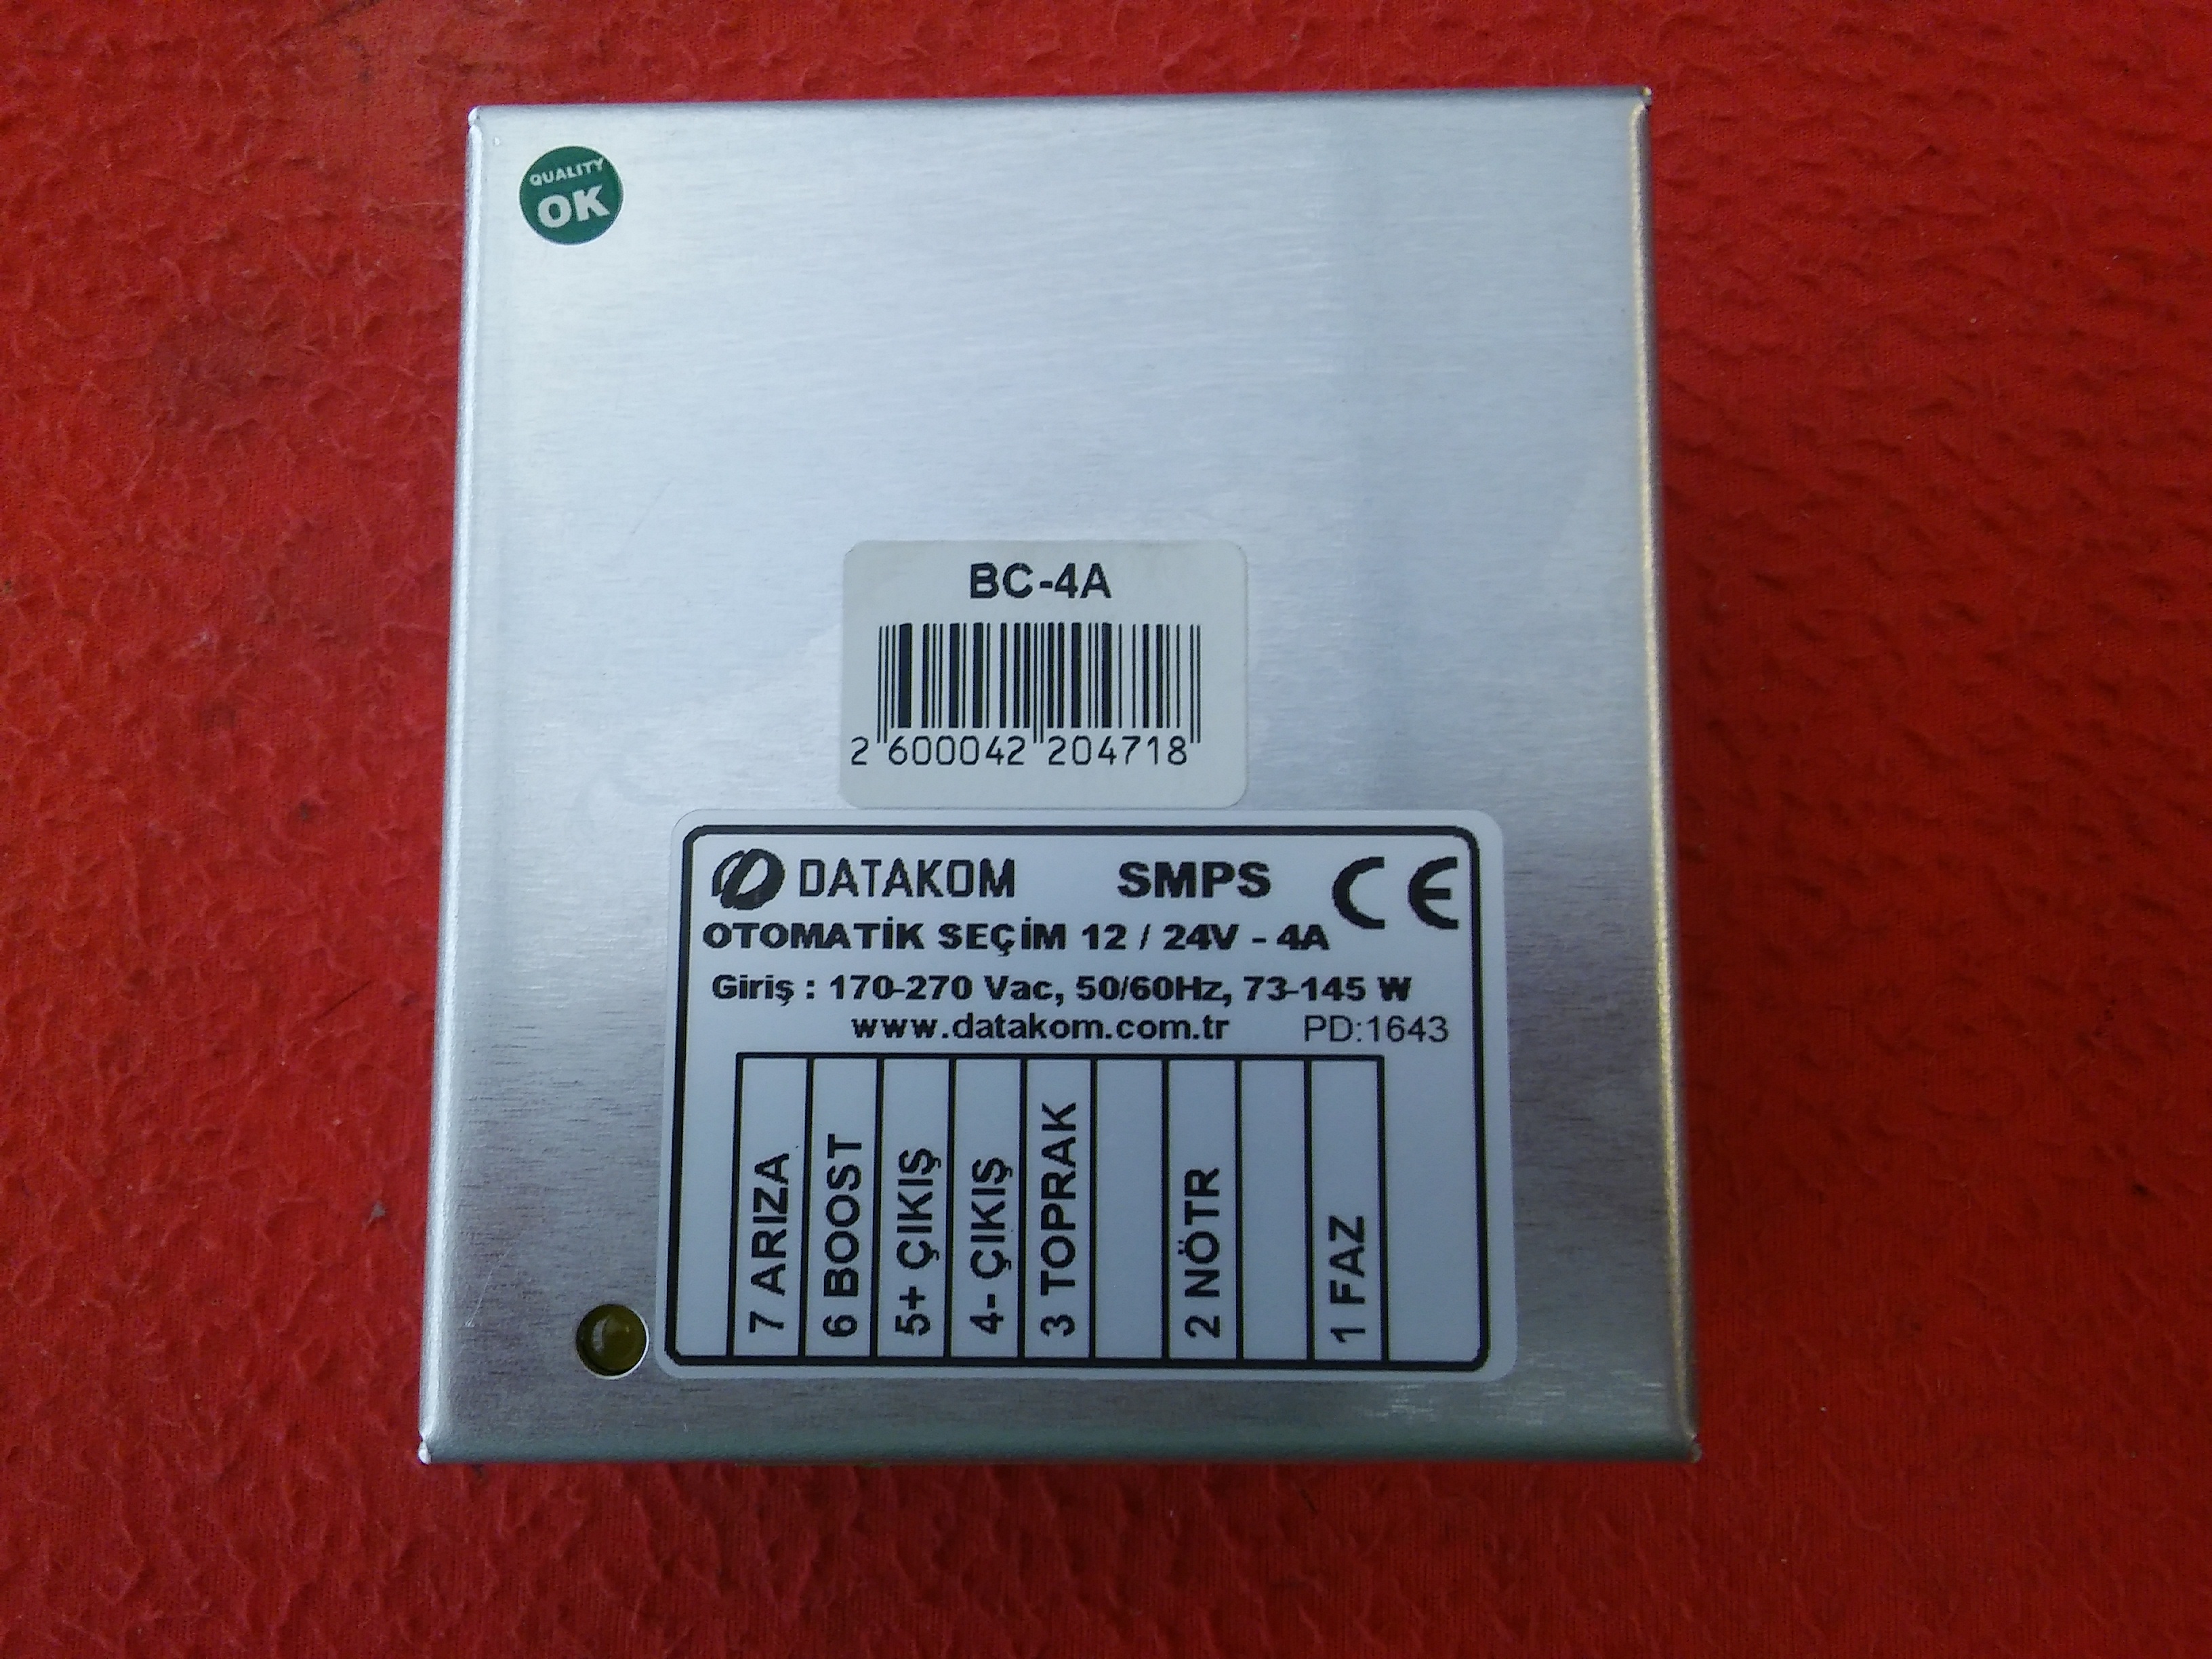 QUALITY
OK
BC-4A
2 600042 204718
DATAKOM SMPS CE
OTOMATİK SEÇİM 12 / 24V - 4A
Giriş : 170-270 Vac, 50/60Hz, 73-145 W
www.datakom.com.tr PD:1643
7 ARIZA
6 BOOST
5+ ÇIKIŞ
4- ÇIKIŞ
3 TOPRAK
2 NÖTR
1 FAZ